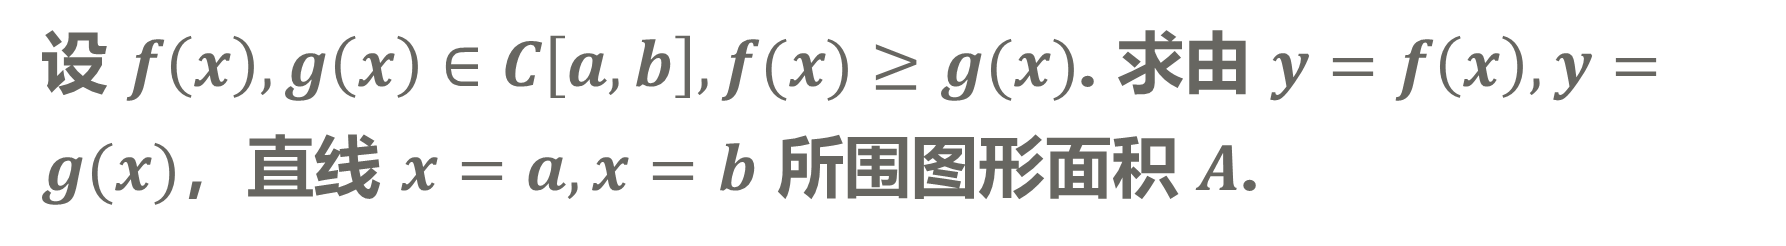 设 f(x), g(x) ∈ C[a, b], f(x) ≥ g(x). 求由 y = f(x), y =
g(x)，直线 x = a, x = b 所围图形面积 A.